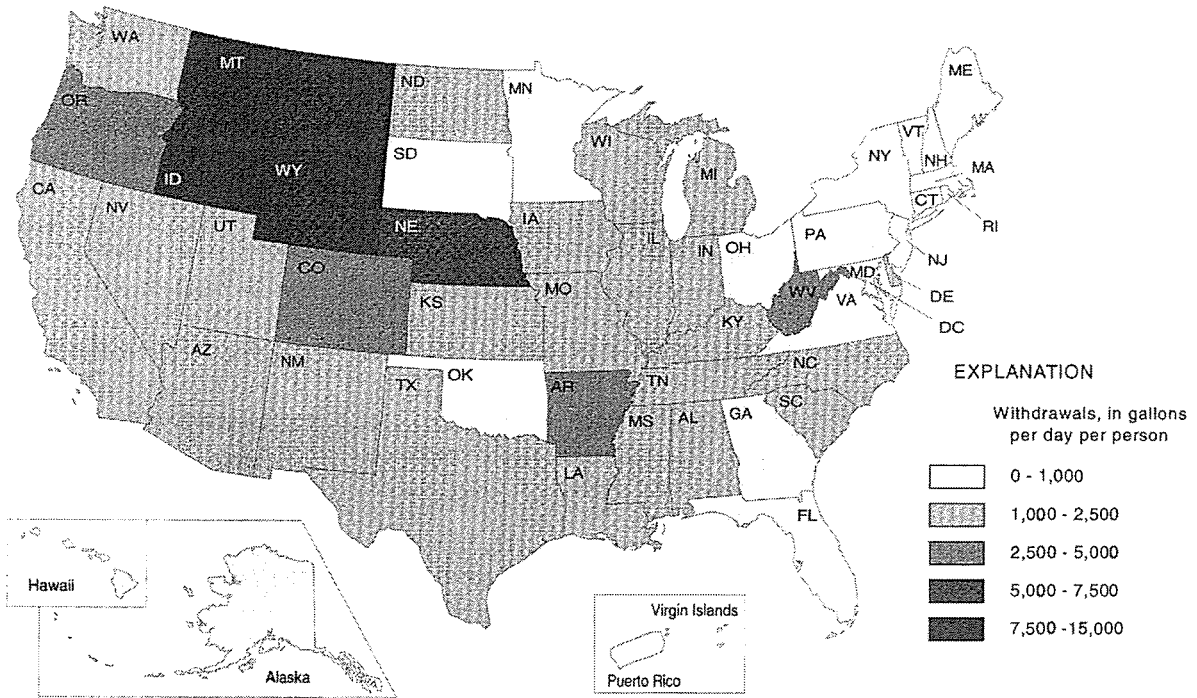 WA
MT
ND
MN
ME
OR
VT
ID
WY
SD
WI
NY
NH
MA
MI
CT
RI
CA
NV
UT
NE
IA
IL
IN
OH
PA
NJ
CO
KS
MO
WV
MD
VA
DE
DC
KY
AZ
NM
OK
AR
TN
NC
TX
MS
AL
GA
SC
LA
FL
EXPLANATION
Withdrawals, in gallons
per day per person
0 - 1,000
1,000 - 2,500
2,500 - 5,000
5,000 - 7,500
7,500 -15,000
Hawaii
Alaska
Virgin Islands
Puerto Rico